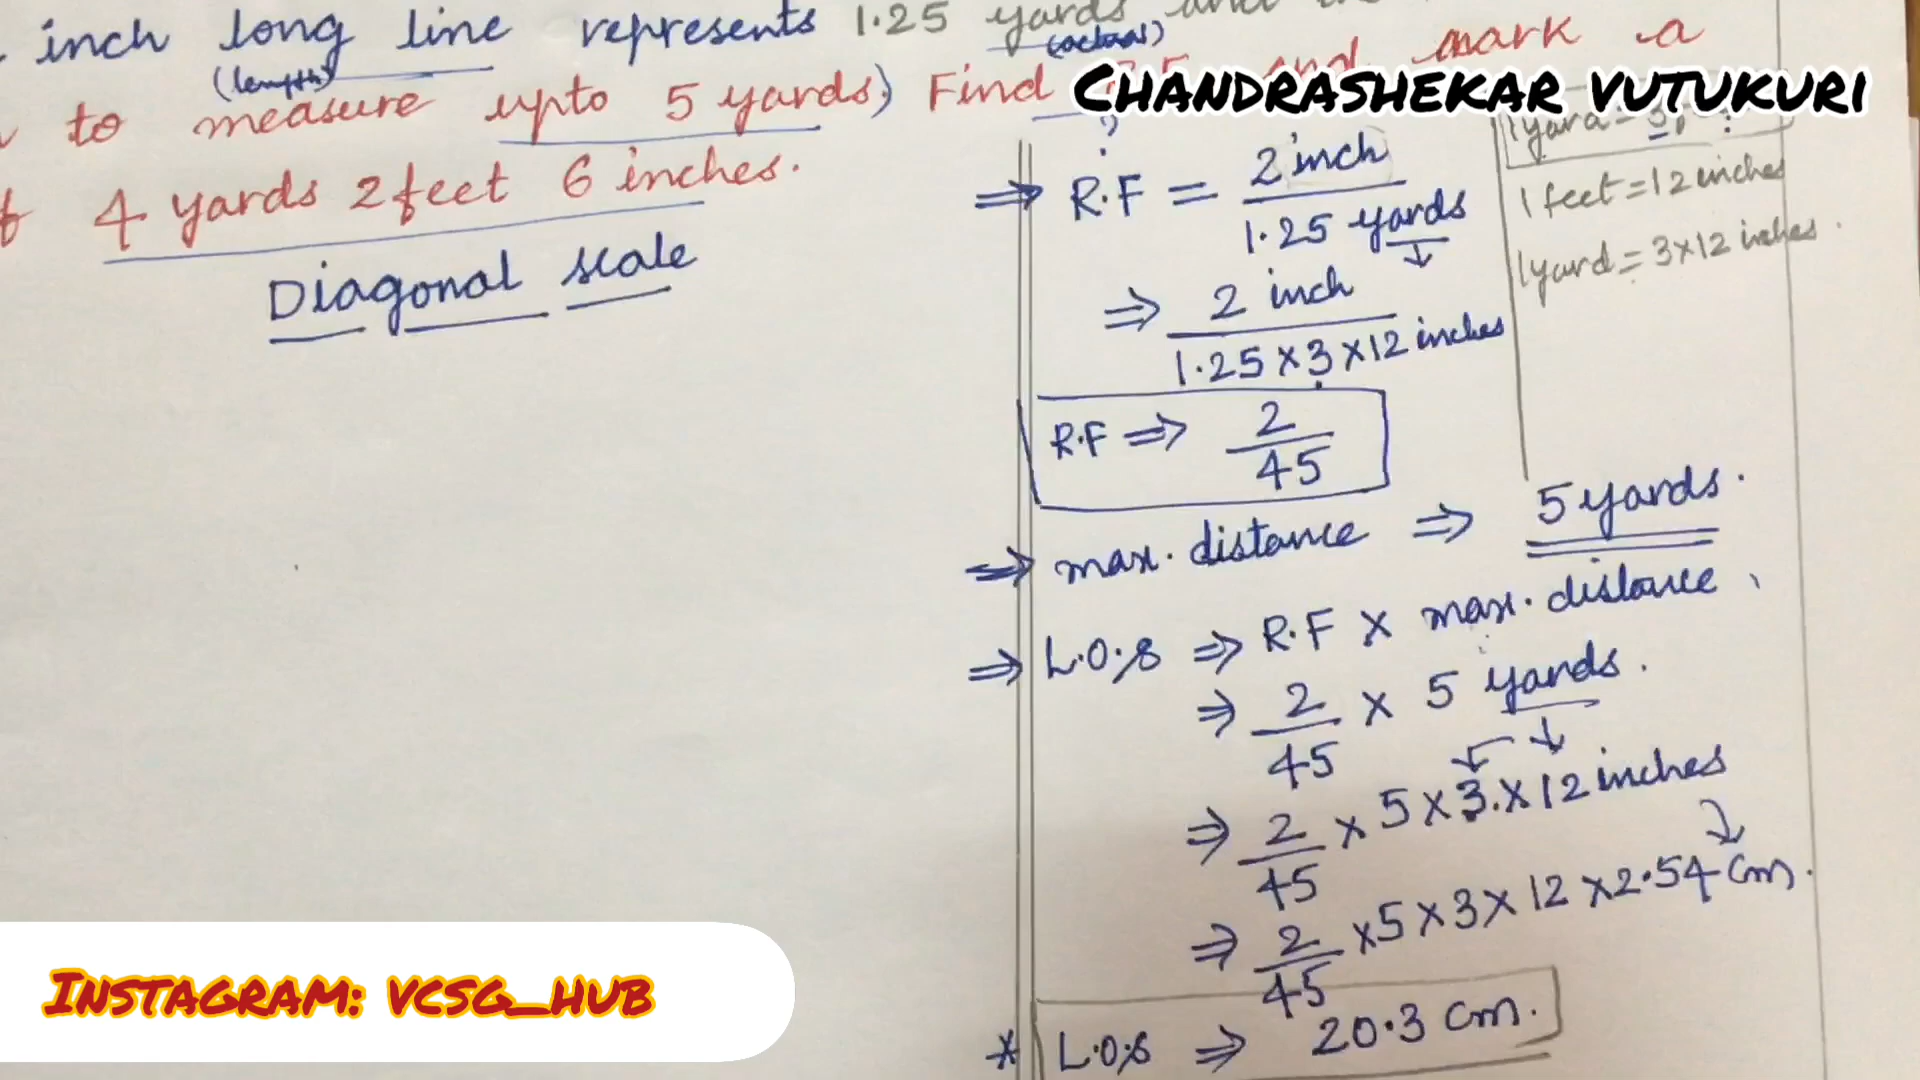 inch long line represents 1.25 yards
(length) (actual)
to measure upto 5 yards) Find and mark a
4 yards 2 feet 6 inches.
Diagonal scale
CHANDRASHEKAR VUTUKURI
1 yard = 3
1 feet = 12 inches
1 yard = 3×12 inches.
?
⇒ R.F = 2 inch / 1.25 yards
⇒ 2 inch / 1.25 × 3 × 12 inches
R.F ⇒ 2/45
⇒ max. distance ⇒ 5 yards.
⇒ L.O.S ⇒ R.F × max. distance
⇒ 2/45 × 5 yards.
⇒ 2/45 × 5 × 3 × 12 inches
⇒ 2/45 × 5 × 3 × 12 × 2.54 cm.
* L.O.S ⇒ 20.3 cm.
INSTAGRAM: VCSG_HUB